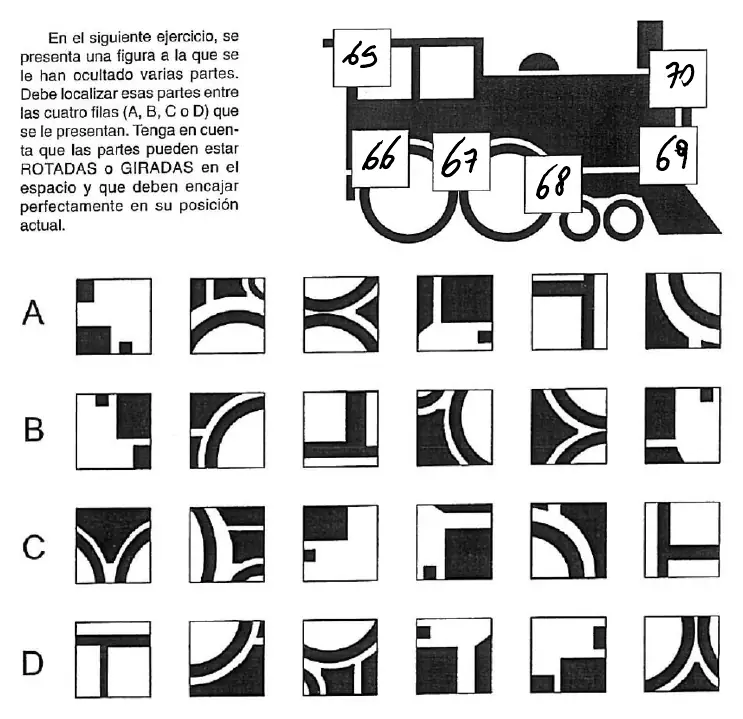 En el siguiente ejercicio, se
presenta una figura a la que se
le han ocultado varias partes.
Debe localizar esas partes entre
las cuatro filas (A, B, C o D) que
se le presentan. Tenga en cuen-
ta que las partes pueden estar
ROTADAS o GIRADAS en el
espacio y que deben encajar
perfectamente en su posición
actual.
65
70
66
67
68
69
A
B
C
D